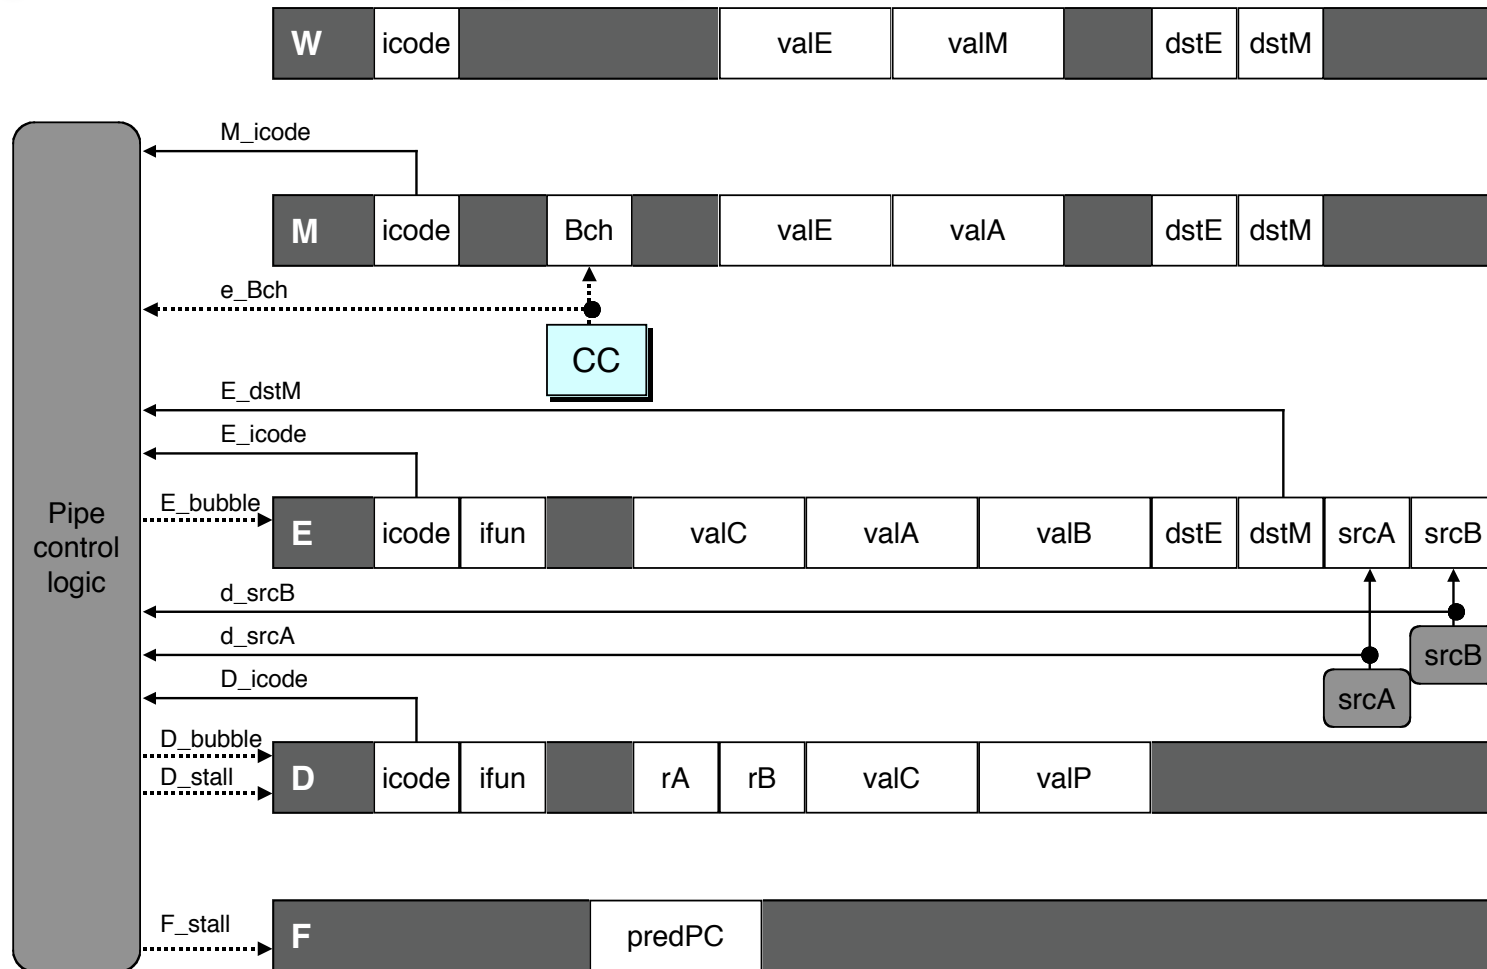 W icode valE valM dstE dstM
M_icode
M icode Bch valE valA dstE dstM
e_Bch
CC
E_dstM
E_icode
E_bubble
E icode ifun valC valA valB dstE dstM srcA srcB
Pipe
control
logic
d_srcB
d_srcA
srcB
D_icode
srcA
D_bubble
D_stall
D icode ifun rA rB valC valP
F_stall
F predPC